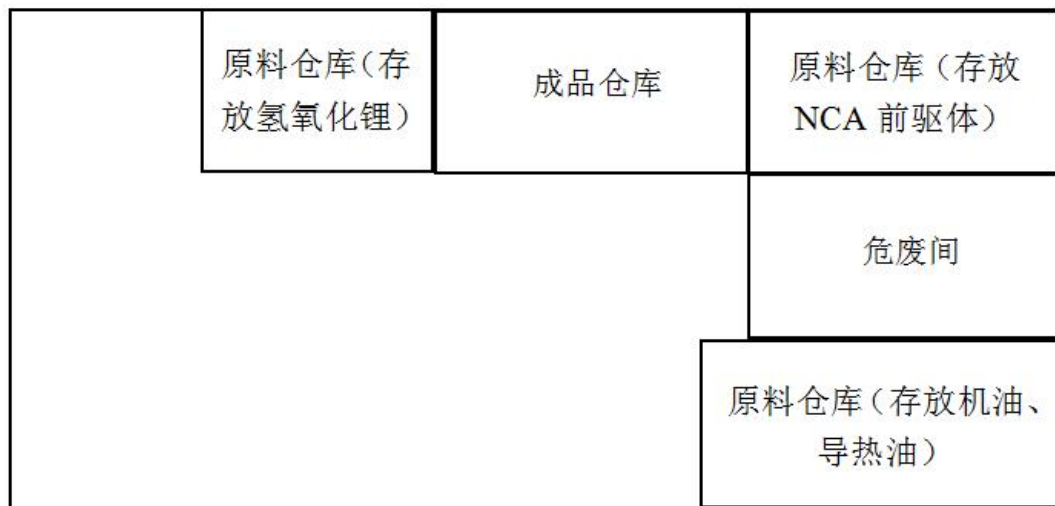 原料仓库（存
放氢氧化锂）
成品仓库
原料仓库（存放
NCA 前驱体）
危废间
原料仓库（存放机油、
导热油）